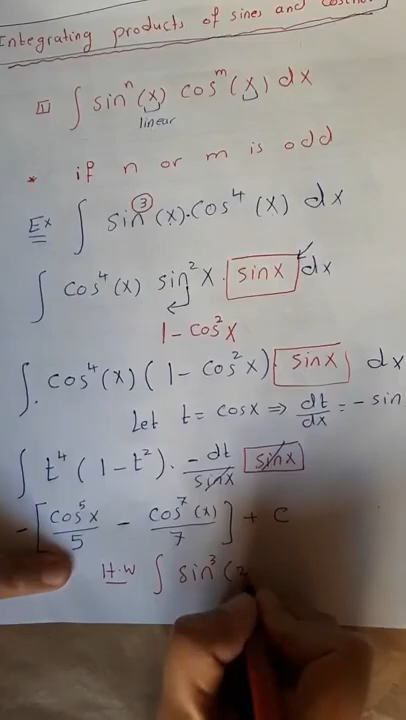 Integrating products of sines and
I ∫ sinⁿ(x) cosᵐ(x) dx
linear
* if n or m is odd
Ex ∫ sin³(x).cos⁴(x) dx
∫ cos⁴(x) sin²x . sinx dx
1 - cos²x
∫. cos⁴(x) (1 - cos²x). sinx dx
Let t = cosx ⇒ dt/dx = - sin
∫ t⁴ (1 - t²) . -dt/sinx sinx
- [cos⁵x/5 - cos⁷(x)/7] + c
H.W ∫ sin³(2